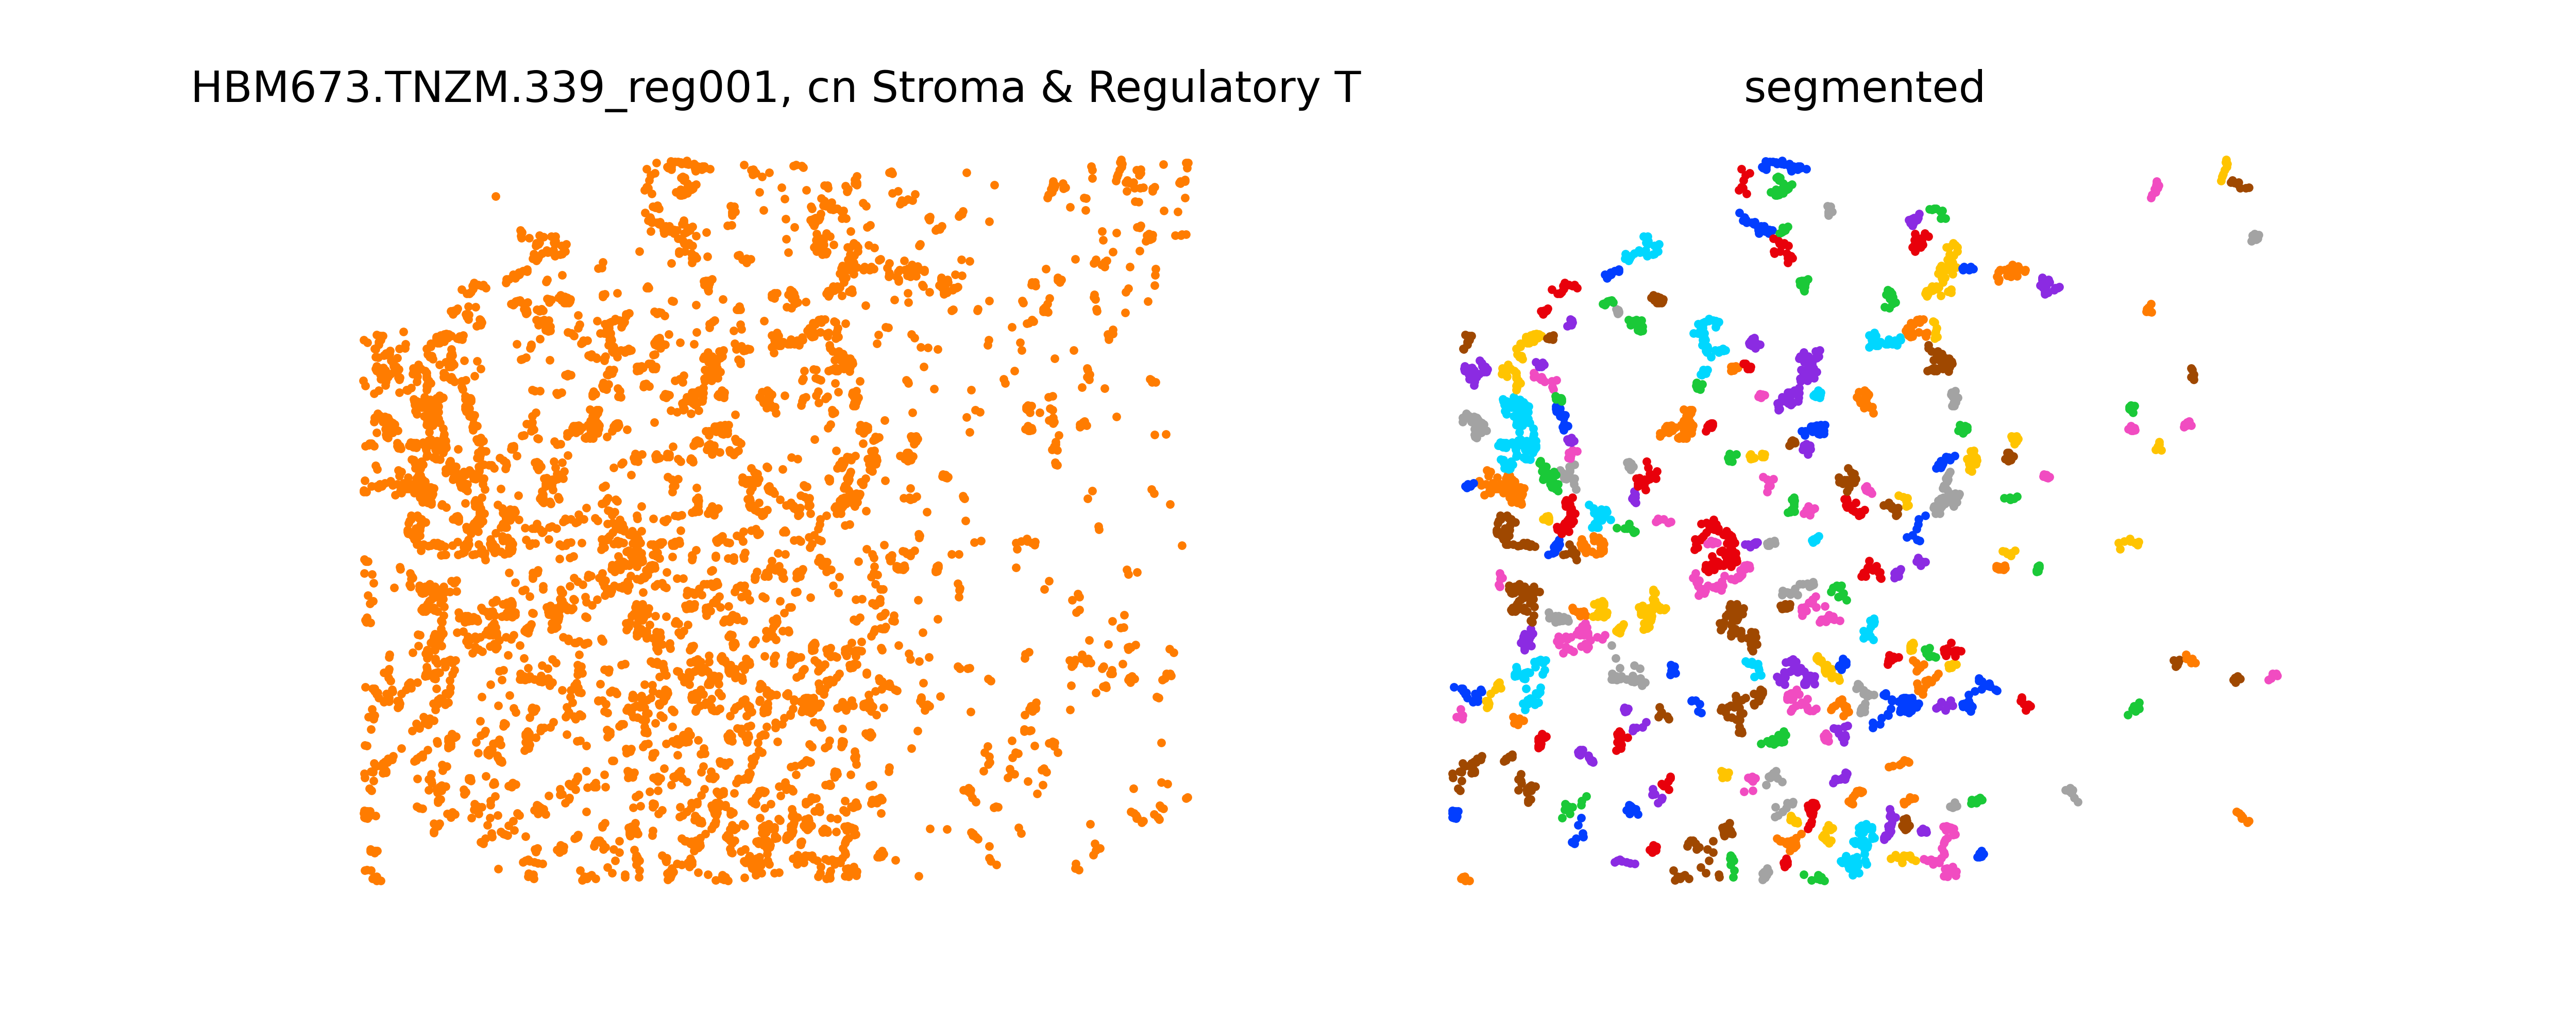 HBM673.TNZM.339_reg001, cn Stroma & Regulatory T
segmented